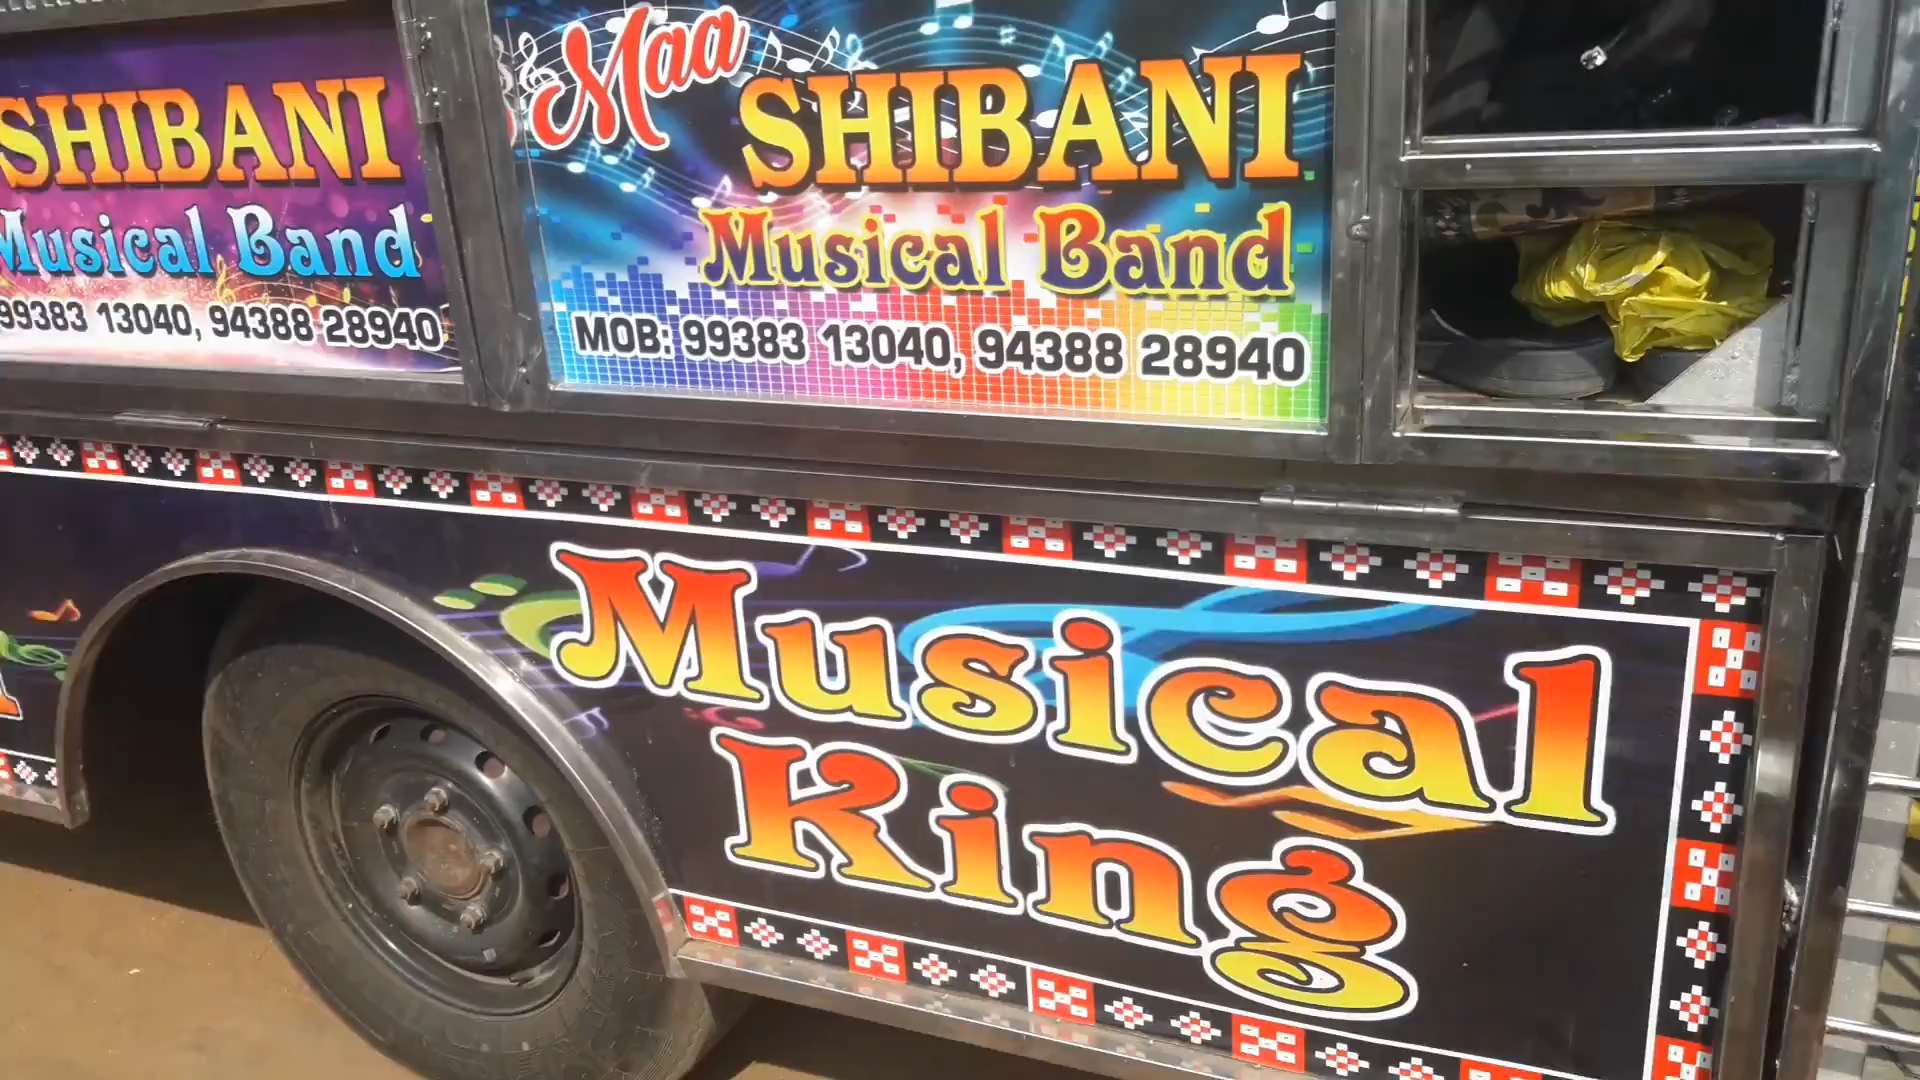 SHIBANI
Musical Band
99383 13040, 94388 28940
Maa
SHIBANI
Musical Band
MOB: 99383 13040, 94388 28940
Musical
King